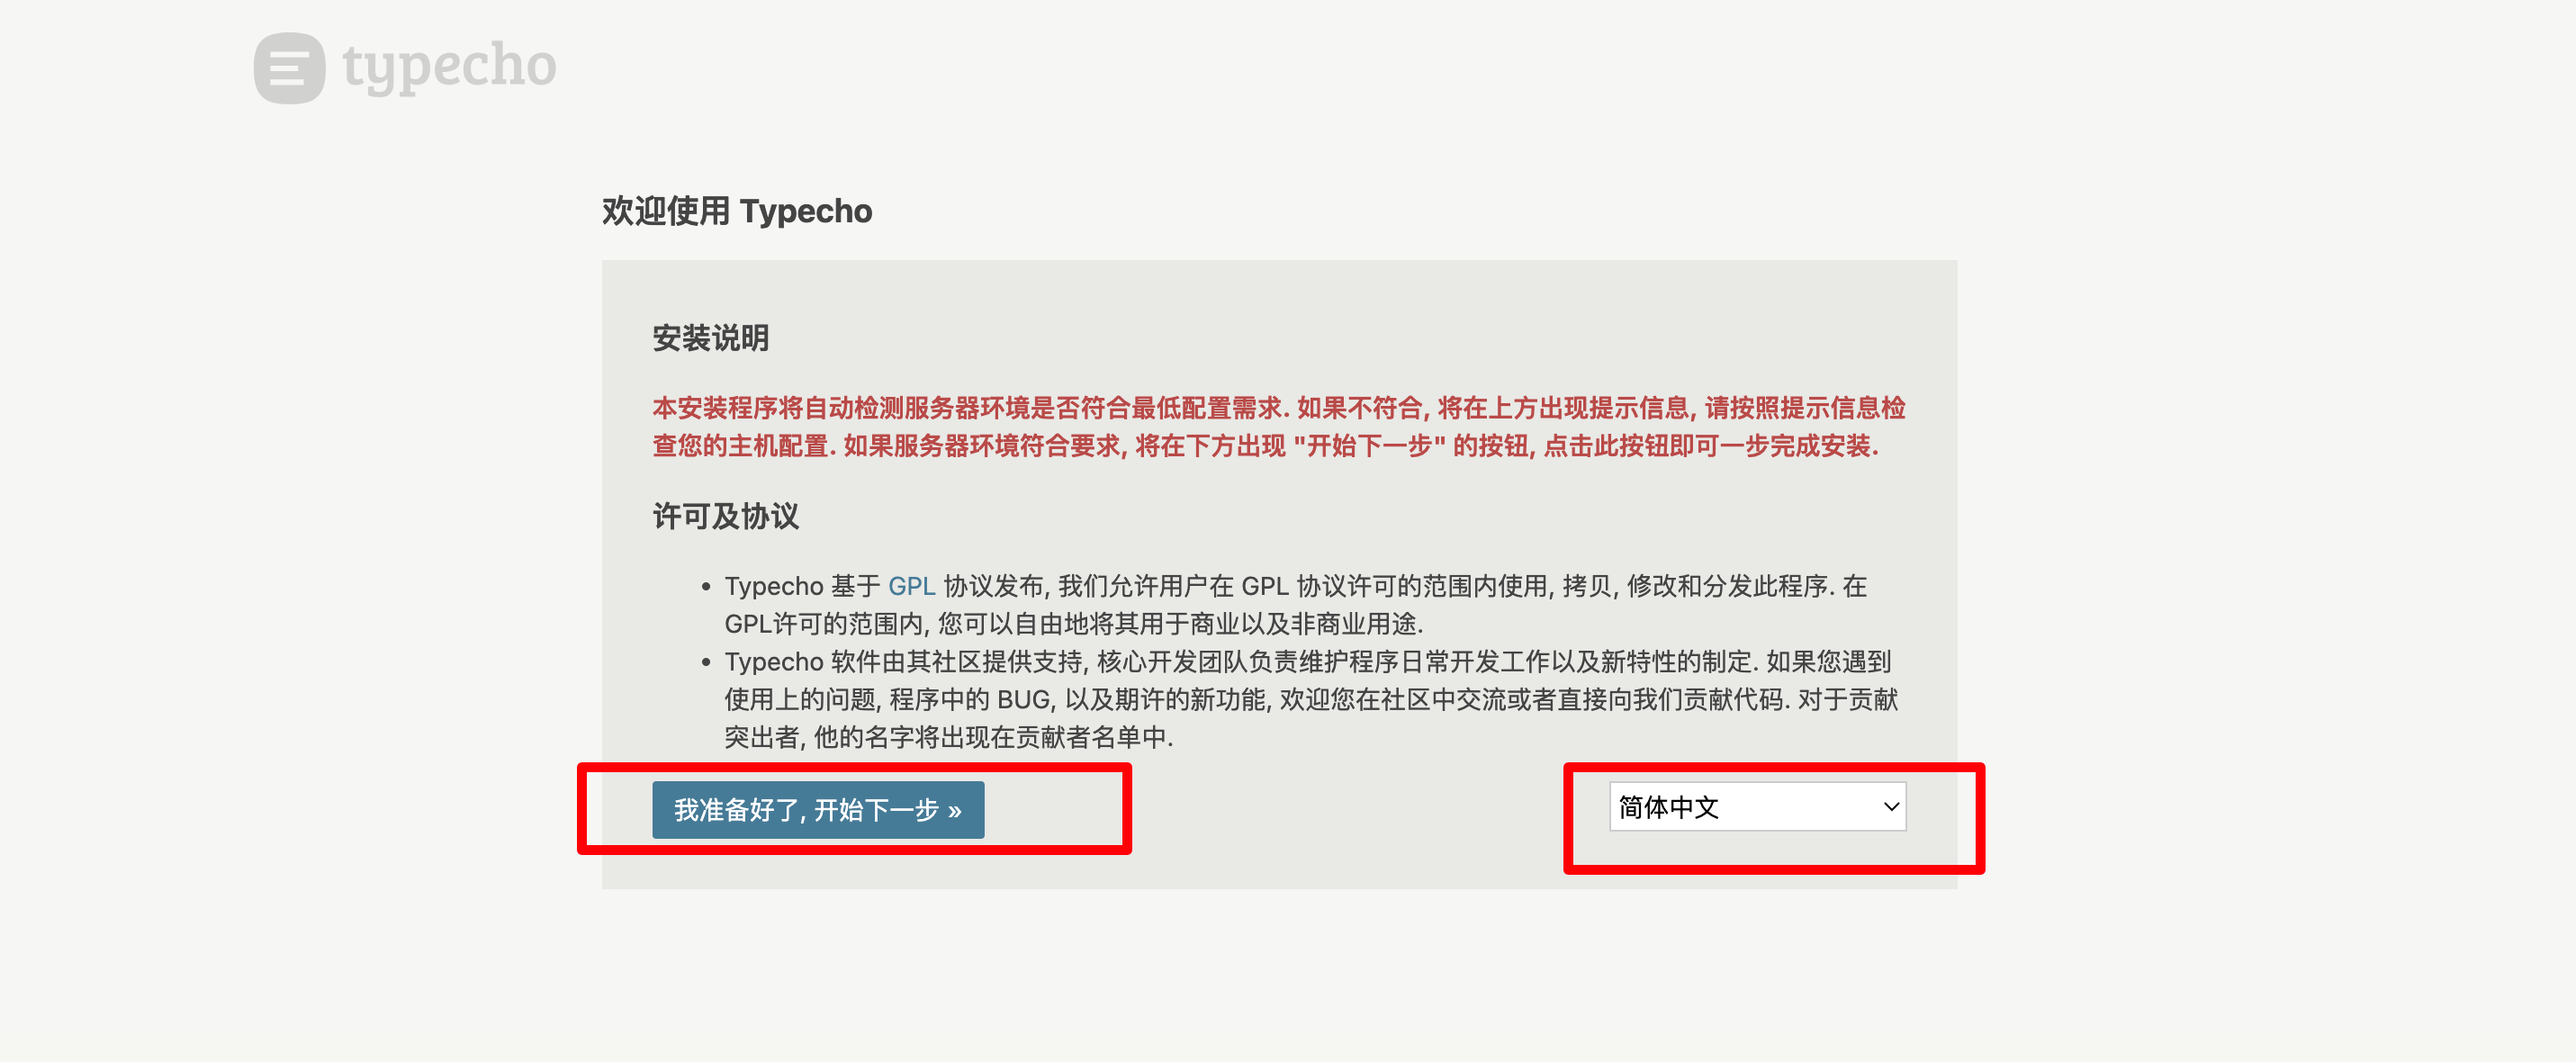 typecho
欢迎使用 Typecho
安装说明
本安装程序将自动检测服务器环境是否符合最低配置需求. 如果不符合, 将在上方出现提示信息, 请按照提示信息检
查您的主机配置. 如果服务器环境符合要求, 将在下方出现 "开始下一步" 的按钮, 点击此按钮即可一步完成安装.
许可及协议
• Typecho 基于 GPL 协议发布, 我们允许用户在 GPL 协议许可的范围内使用, 拷贝, 修改和分发此程序. 在
GPL许可的范围内, 您可以自由地将其用于商业以及非商业用途.
• Typecho 软件由其社区提供支持, 核心开发团队负责维护程序日常开发工作以及新特性的制定. 如果您遇到
使用上的问题, 程序中的 BUG, 以及期许的新功能, 欢迎您在社区中交流或者直接向我们贡献代码. 对于贡献
突出者, 他的名字将出现在贡献者名单中.
我准备好了, 开始下一步 »
简体中文